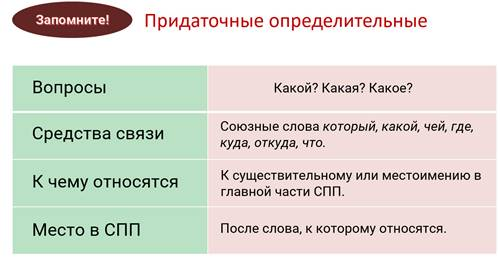 Запомните!
Придаточные определительные
Вопросы
Какой? Какая? Какое?
Средства связи
Союзные слова который, какой, чей, где,
куда, откуда, что.
К чему относятся
К существительному или местоимению в
главной части СПП.
Место в СПП
После слова, к которому относятся.